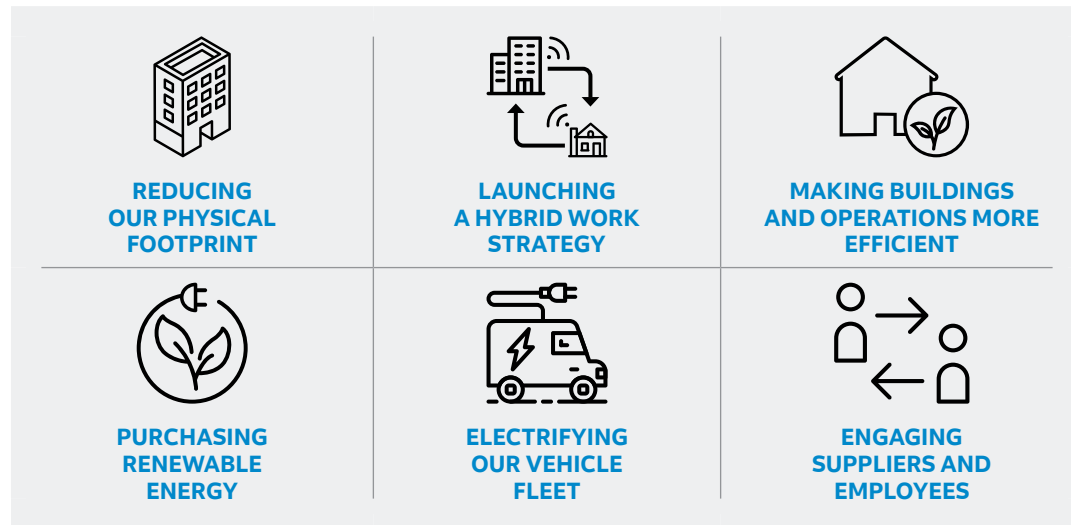 REDUCING
OUR PHYSICAL
FOOTPRINT
LAUNCHING
A HYBRID WORK
STRATEGY
MAKING BUILDINGS
AND OPERATIONS MORE
EFFICIENT
PURCHASING
RENEWABLE
ENERGY
ELECTRIFYING
OUR VEHICLE
FLEET
ENGAGING
SUPPLIERS AND
EMPLOYEES